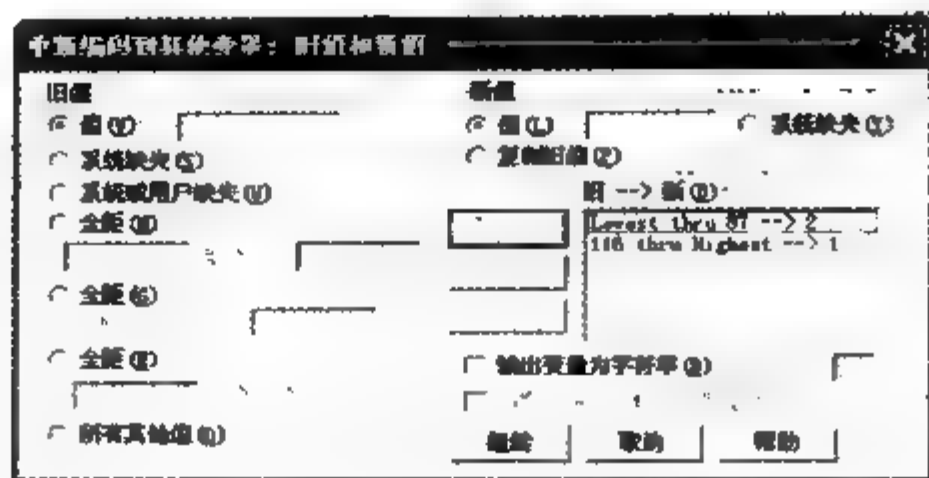 重新编码到其他变量: 旧值和新值
旧值
值(V)
系统缺失(S)
系统或用户缺失(U)
全距(N)
全距(G)
全距(E)
所有其他值(O)
新值
值(L)
系统缺失(Y)
复制旧值(P)
旧 --> 新(D)
Lowest thru 87 --> 2
thru Highest --> 1
输出变量为字符串(B)
继续
取消
帮助